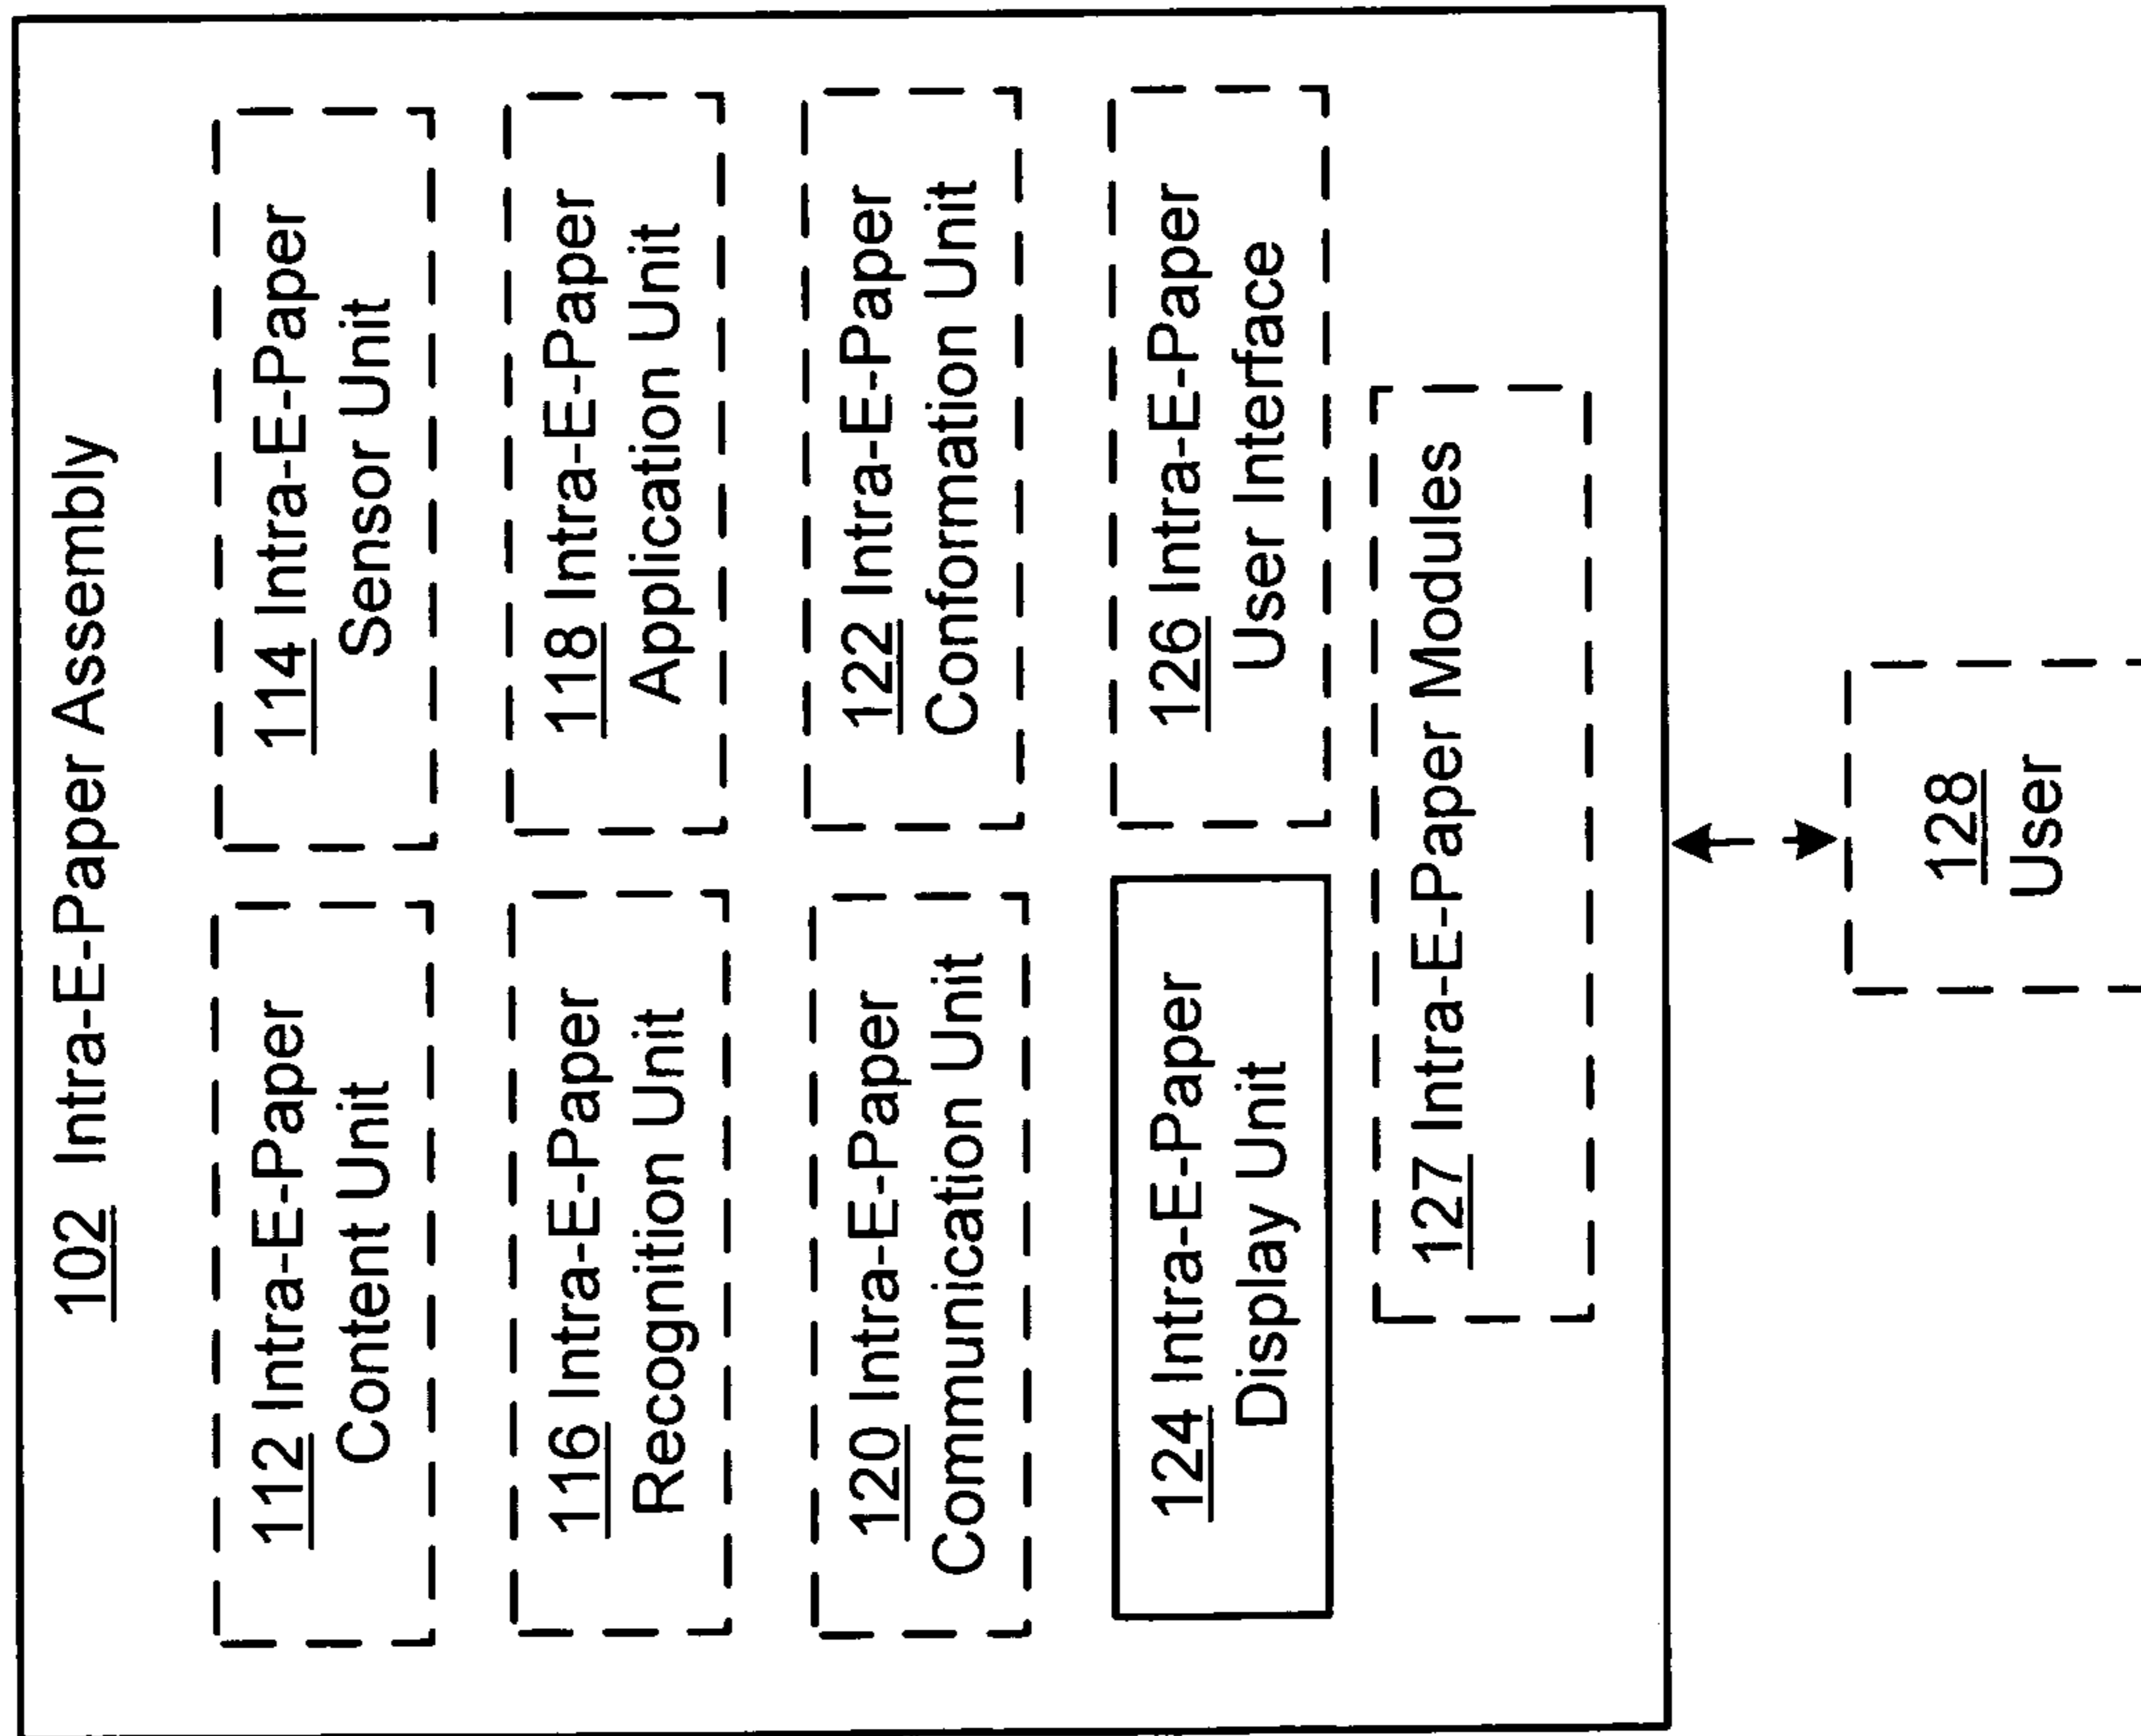 102 Intra-E-Paper Assembly
112 Intra-E-Paper
Content Unit
114 Intra-E-Paper
Sensor Unit
116 Intra-E-Paper
Recognition Unit
118 Intra-E-Paper
Application Unit
120 Intra-E-Paper
Communication Unit
122 Intra-E-Paper
Conformation Unit
124 Intra-E-Paper
Display Unit
126 Intra-E-Paper
User Interface
127 Intra-E-Paper Modules
128
User